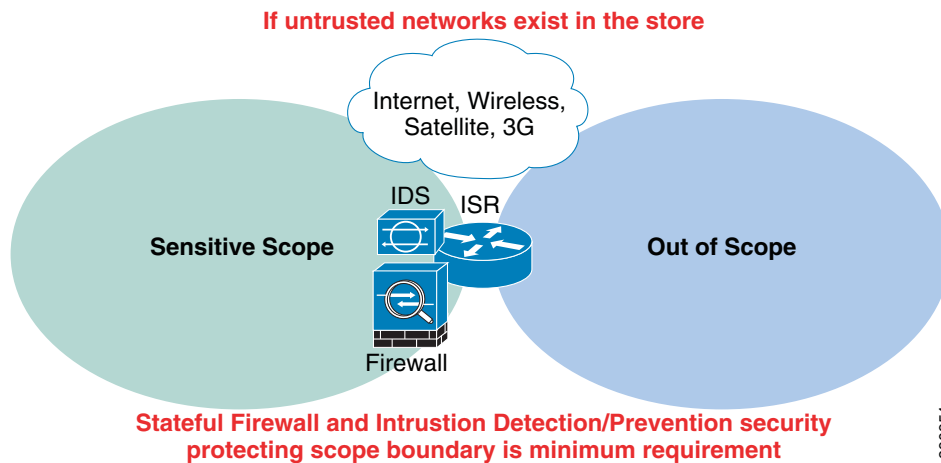 If untrusted networks exist in the store
Internet, Wireless,
Satellite, 3G
IDS
ISR
Sensitive Scope
Out of Scope
Firewall
Stateful Firewall and Intrustion Detection/Prevention security
protecting scope boundary is minimum requirement